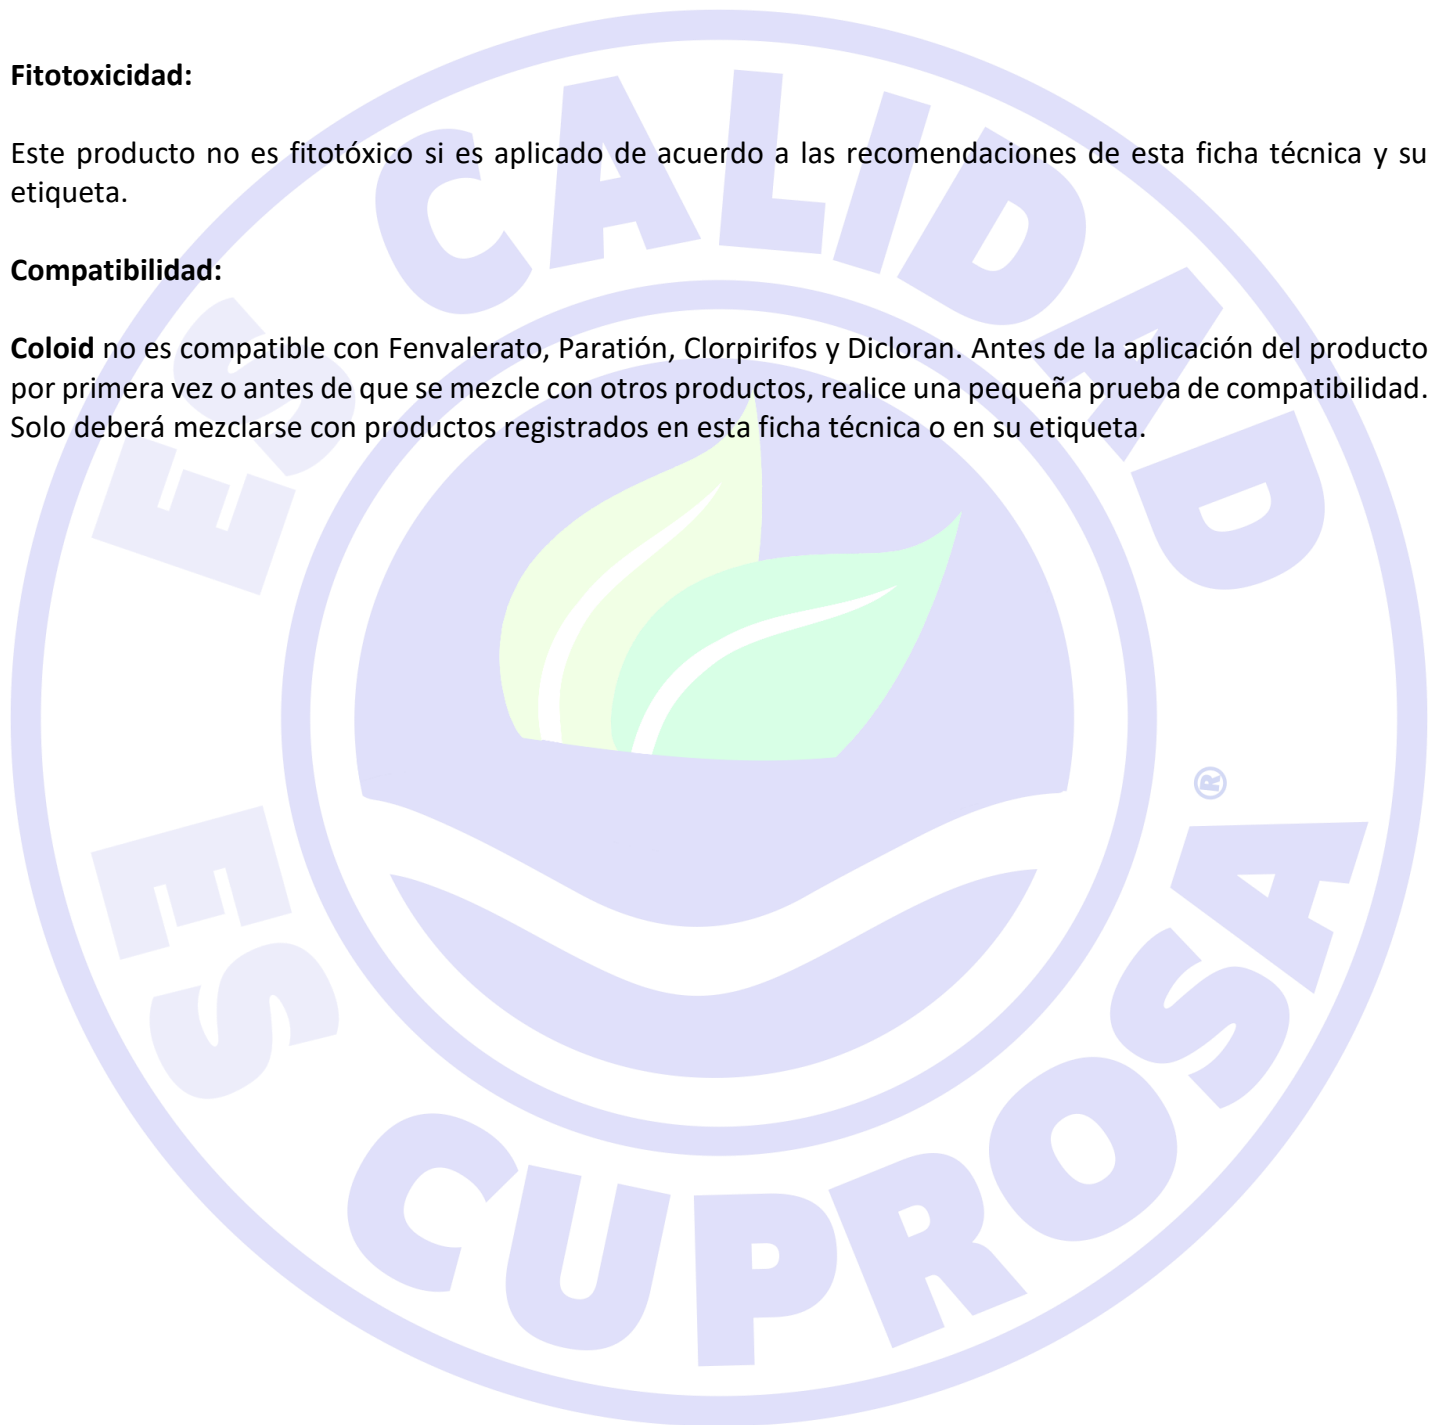 Fitotoxicidad:
Este producto no es fitotóxico si es aplicado de acuerdo a las recomendaciones de esta ficha técnica y su
etiqueta.
Compatibilidad:
Coloid no es compatible con Fenvalerato, Paratión, Clorpirifos y Dicloran. Antes de la aplicación del producto
por primera vez o antes de que se mezcle con otros productos, realice una pequeña prueba de compatibilidad.
Solo deberá mezclarse con productos registrados en esta ficha técnica o en su etiqueta.
ES CALIDAD
ES CUPROSA ®